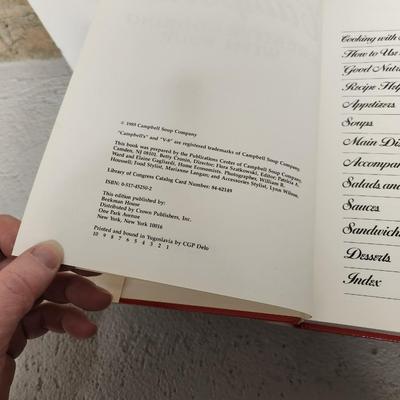 © 1985 Campbell Soup Company
"Campbell's" and "V-8" are registered trademarks of Campbell Soup Company.
This book was prepared by the Publications Center of Campbell Soup Company,
Camden, NJ 08101. Betty Cronin, Director; Flora Szatkowski, Editor; Patricia A.
Ward and Elaine Gagliardi, Home Economists. Photographer, William R.
Houssell; Food Stylist, Marianne Langan; and Accessories Stylist, Lynn Wilson.
Library of Congress Catalog Card Number: 84-62149
ISBN: 0-517-45250-2
This edition published by:
Beekman House
Distributed by Crown Publishers, Inc.
One Park Avenue
New York, New York 10016
Printed and bound in Yugoslavia by CGP Delo
10 9 8 7 6 5 4 3 2 1
Cooking with
How to Use
Good Nutri
Recipe Help
Appetizers
Soups
Main Dis
Accompan
Salads and
Sauces
Sandwich
Desserts
Index